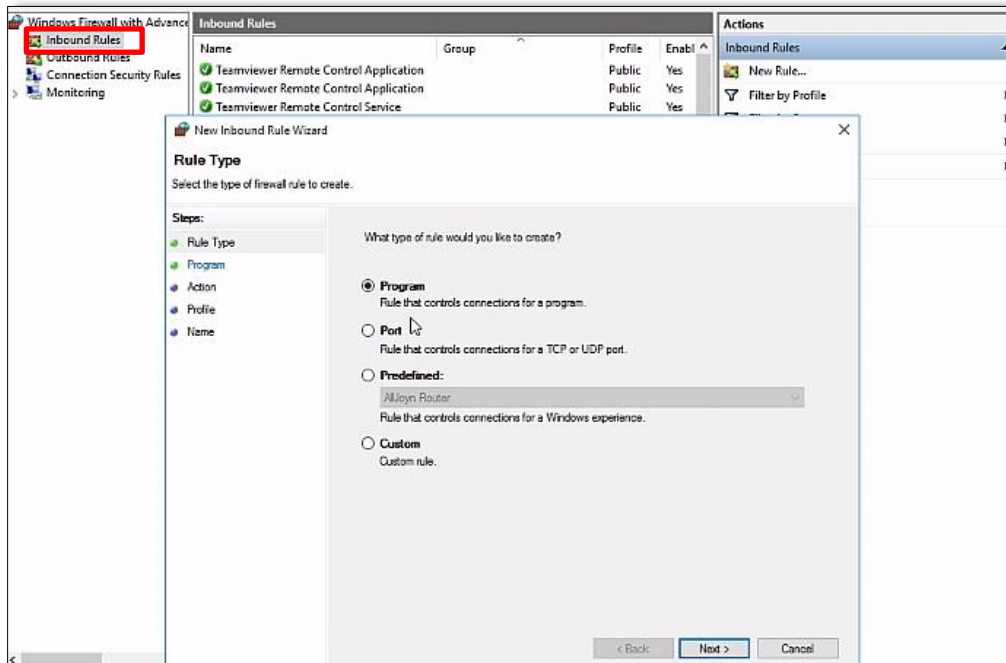 Windows Firewall with Advance
Inbound Rules
Outbound Rules
Connection Security Rules
Monitoring
Inbound Rules
Name Group Profile Enabl
Teamviewer Remote Control Application Public Yes
Teamviewer Remote Control Application Public Yes
Teamviewer Remote Control Service Public Yes
Actions
Inbound Rules
New Rule...
Filter by Profile
New Inbound Rule Wizard
Rule Type
Select the type of firewall rule to create.
Steps:
Rule Type
Program
Action
Profile
Name
What type of rule would you like to create?
Program
Rule that controls connections for a program.
Port
Rule that controls connections for a TCP or UDP port.
Predefined:
AllJoyn Router
Rule that controls connections for a Windows experience.
Custom
Custom rule.
< Back
Next >
Cancel